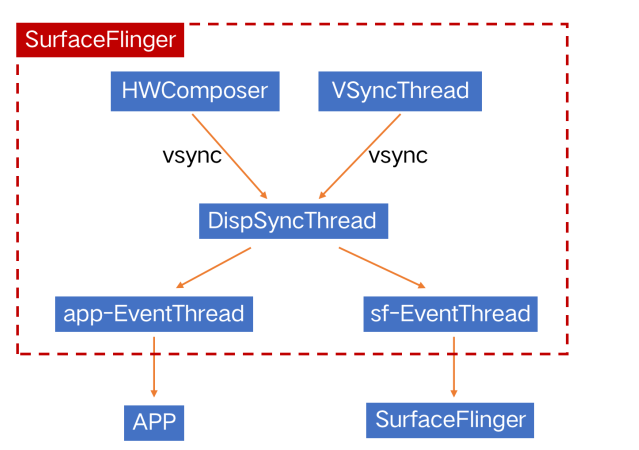 SurfaceFlinger
HWComposer
VSyncThread
vsync
vsync
DispSyncThread
app-EventThread
sf-EventThread
APP
SurfaceFlinger